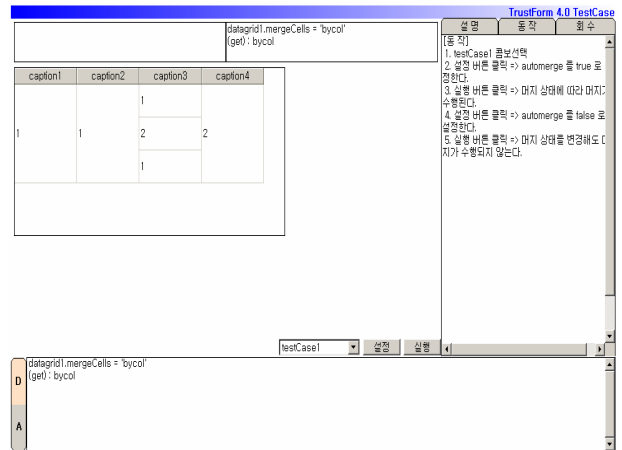 TrustForm 4.0 TestCase
datagrid1.mergeCells = 'bycol'
(get) : bycol
설 명 동 작 회 수
[동 작]
1. testCase1 콤보선택
2. 설정 버튼 클릭 => automerge 를 true 로
정한다.
3. 실행 버튼 클릭 => 머지 상태에 따라 머지
수행된다.
4. 설정 버튼 클릭 => automerge 를 false 로
설정한다.
5. 실행 버튼 클릭 => 머지 상태를 변경해도
지가 수행되지 않는다.
caption1 caption2 caption3 caption4
1
1 1 2 2
1
testCase1 설정 실행
D
datagrid1.mergeCells = 'bycol'
(get) : bycol
A